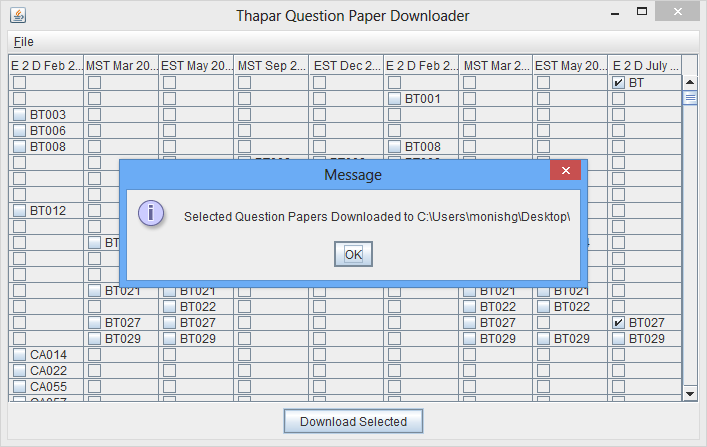 Thapar Question Paper Downloader
File
E 2 D Feb 2... MST Mar 20... EST May 20... MST Sep 2... EST Dec 2... E 2 D Feb 2... MST Mar 2... EST May 20... E 2 D July ...
BT
BT001
BT003
BT006
BT008 BT008
Message
Selected Question Papers Downloaded to C:\Users\monishg\Desktop\
OK
BT012
BT021 BT021 BT021 BT021
BT022 BT022 BT022
BT027 BT027 BT027 BT027
BT029 BT029 BT029 BT029 BT029
CA014
CA022
CA055
Download Selected